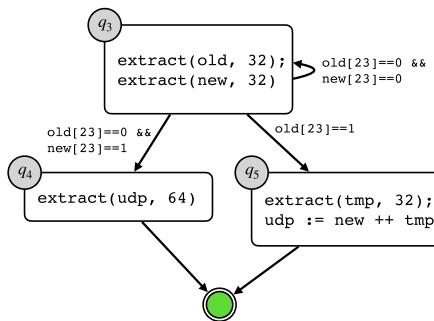 q3
extract(old, 32);
extract(new, 32)
old[23]==0 &&
new[23]==0
old[23]==0 &&
new[23]==1
old[23]==1
q4
extract(udp, 64)
q5
extract(tmp, 32);
udp := new ++ tmp